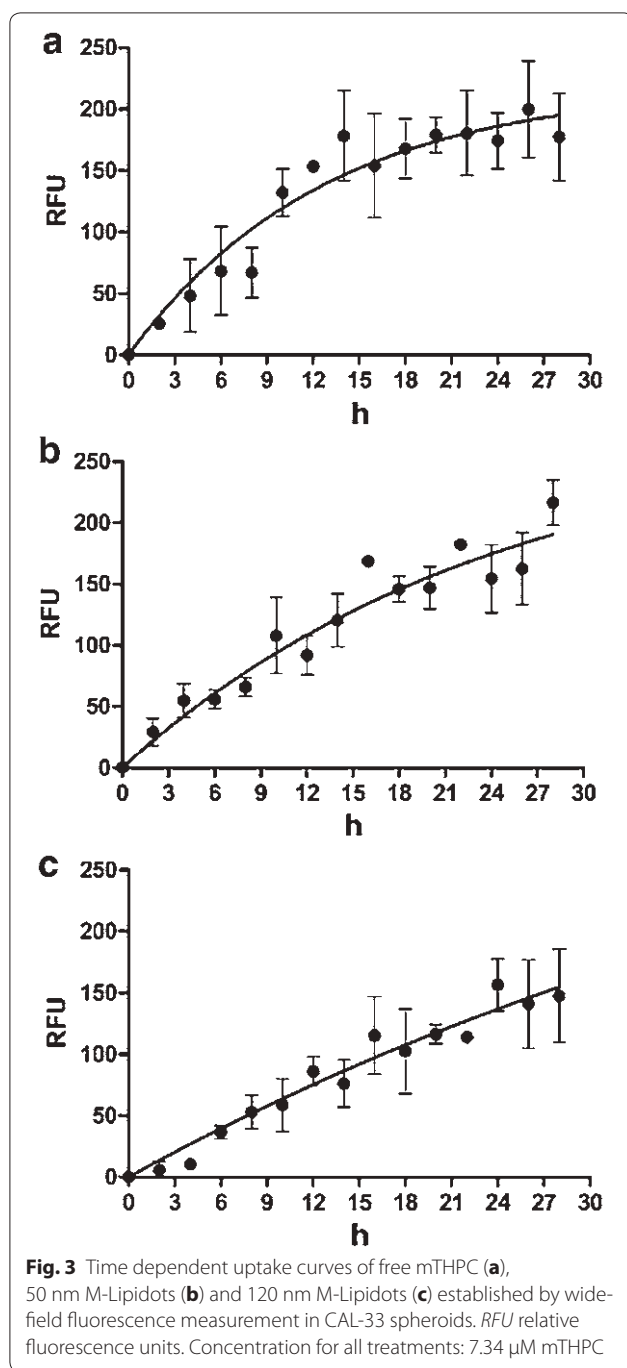 a
250
200
150
100
50
0
RFU
0 3 6 9 12 15 18 21 24 27 30
h
b
250
200
150
100
50
0
RFU
0 3 6 9 12 15 18 21 24 27 30
h
c
250
200
150
100
50
0
RFU
0 3 6 9 12 15 18 21 24 27 30
h
Fig. 3 Time dependent uptake curves of free mTHPC (a),
50 nm M-Lipidots (b) and 120 nm M-Lipidots (c) established by wide-
field fluorescence measurement in CAL-33 spheroids. RFU relative
fluorescence units. Concentration for all treatments: 7.34 µM mTHPC